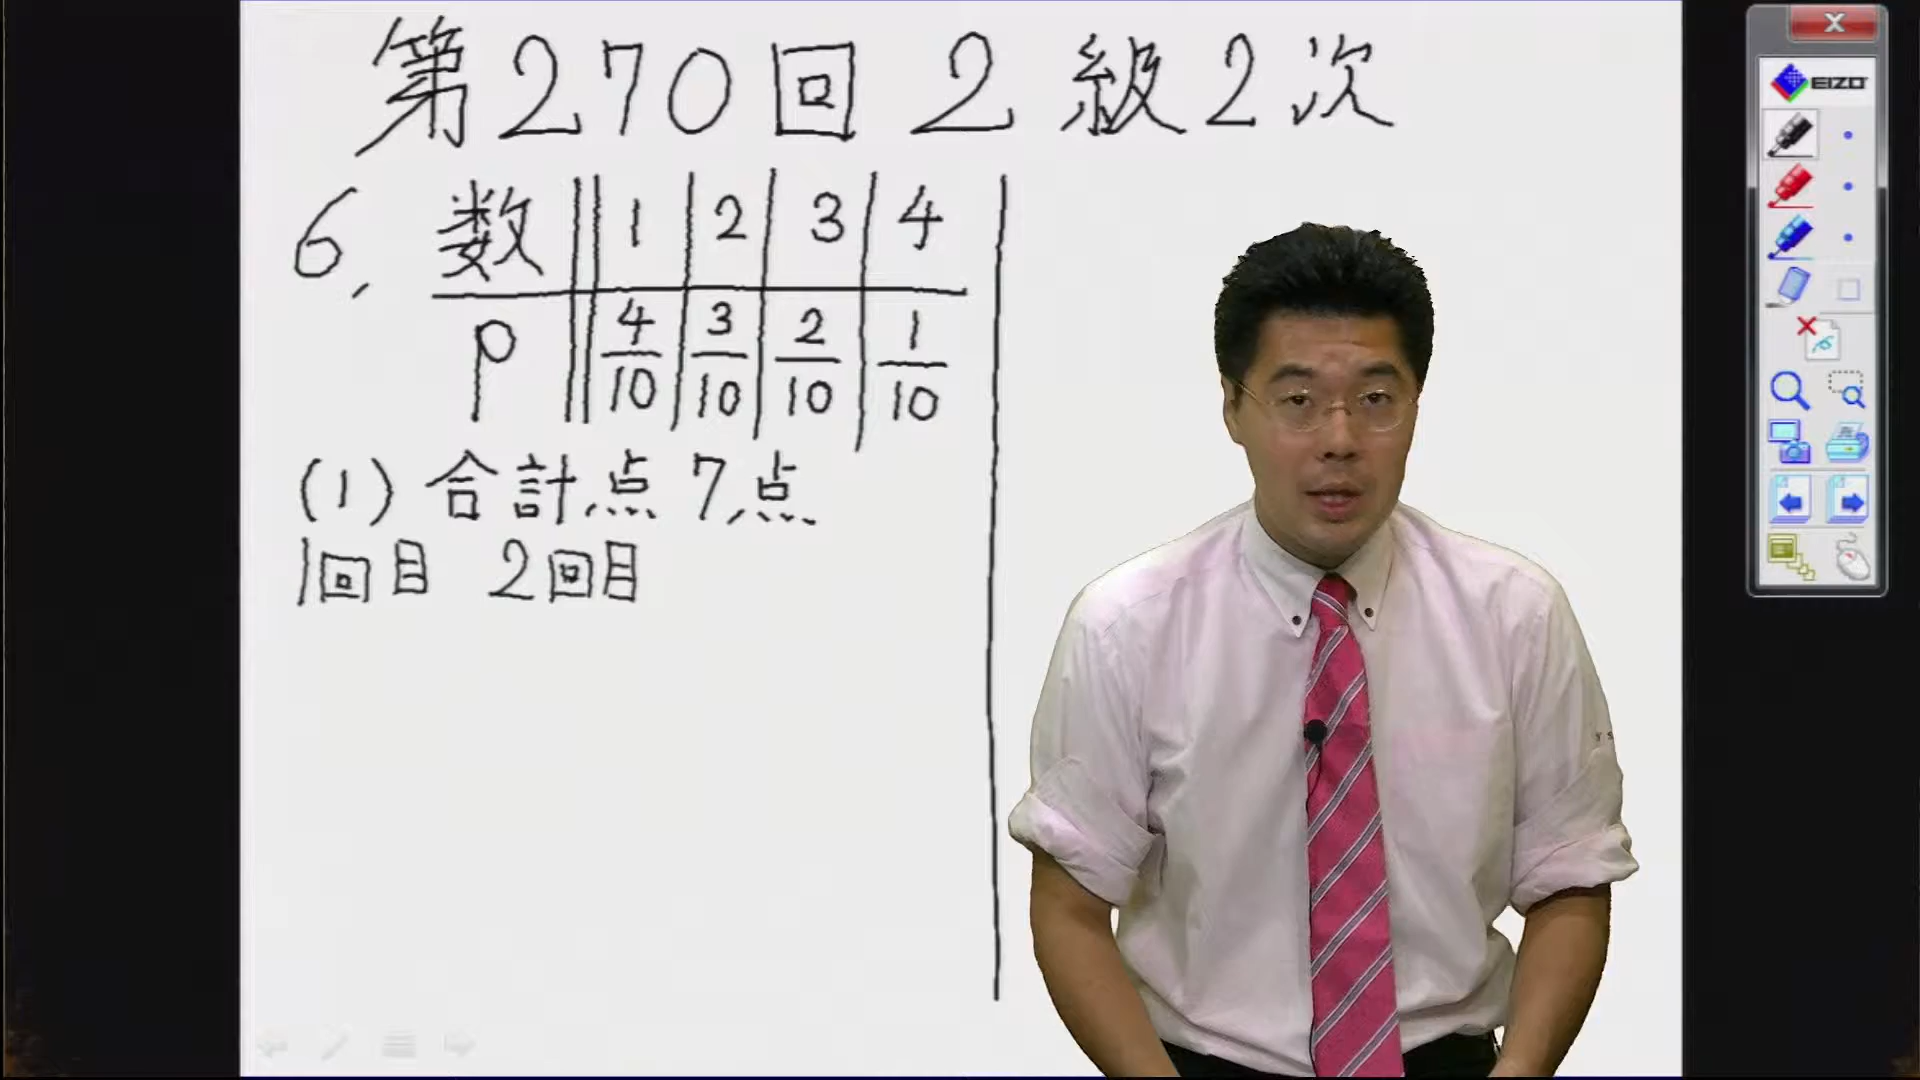 第270回 2級2次
6, 数 1 2 3 4
P 4/10 3/10 2/10 1/10
(1) 合計点 7点
1回目 2回目
EIZO